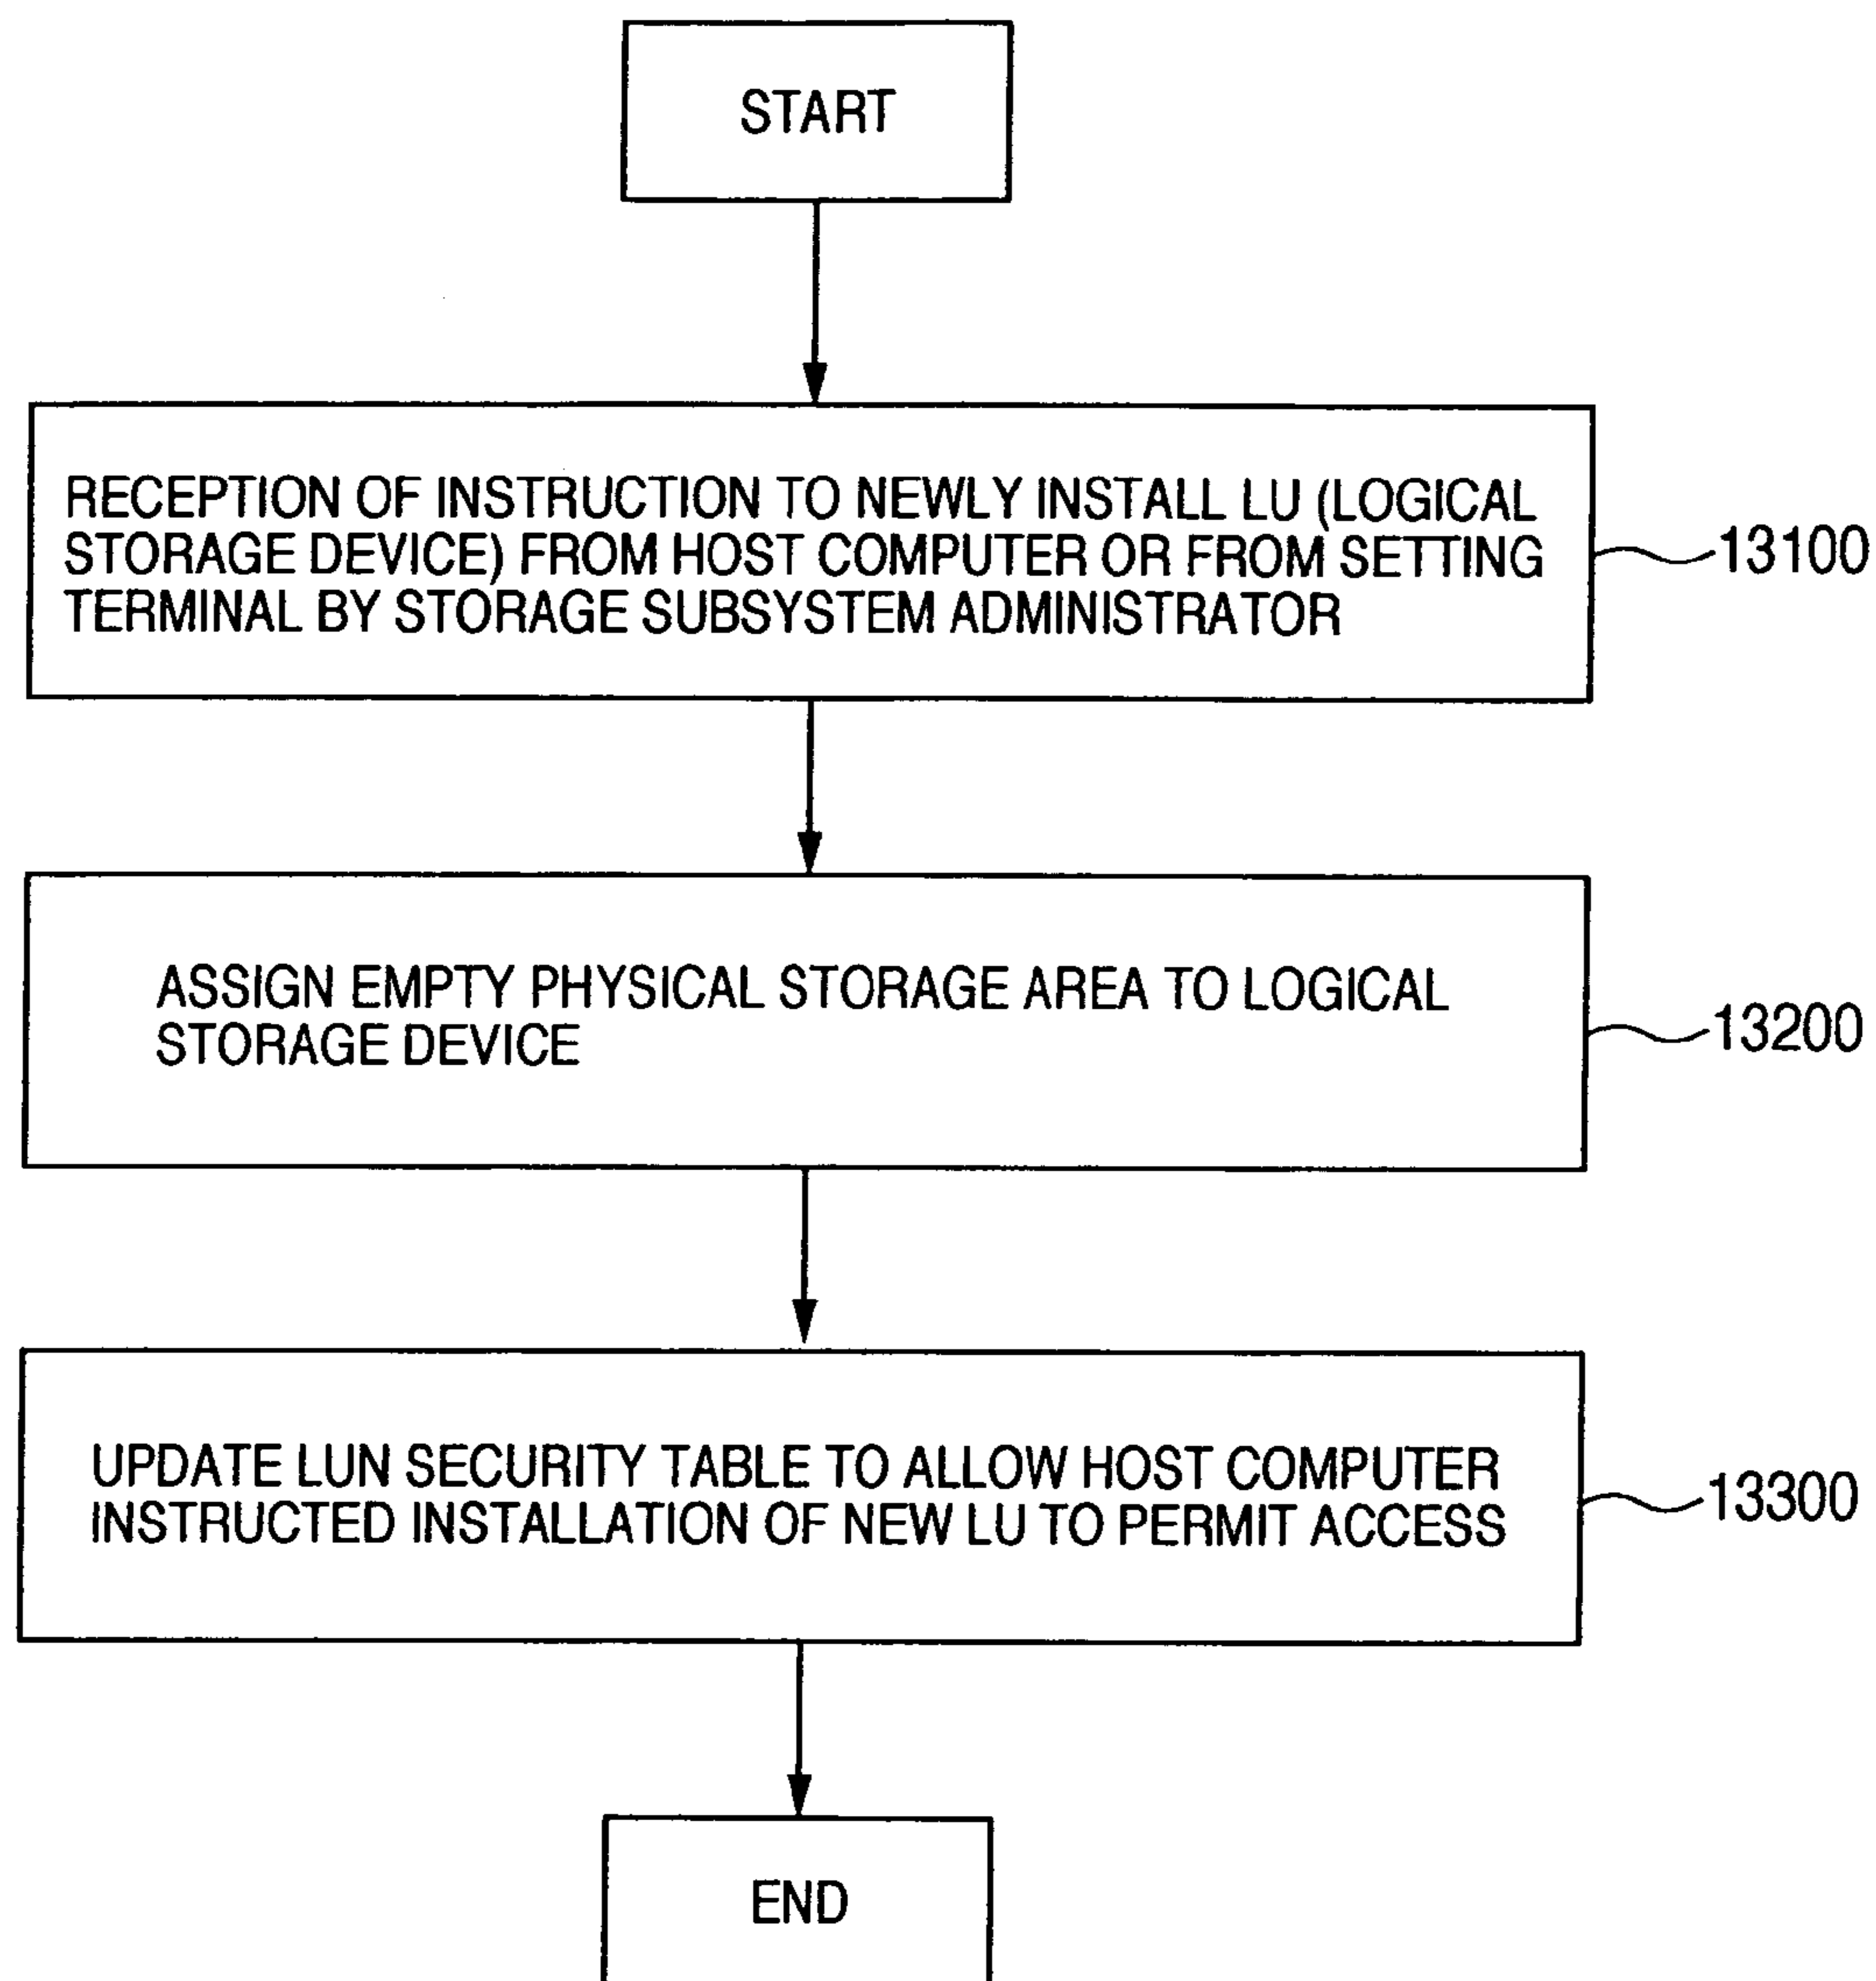 START
RECEPTION OF INSTRUCTION TO NEWLY INSTALL LU (LOGICAL
STORAGE DEVICE) FROM HOST COMPUTER OR FROM SETTING
TERMINAL BY STORAGE SUBSYSTEM ADMINISTRATOR
13100
ASSIGN EMPTY PHYSICAL STORAGE AREA TO LOGICAL
STORAGE DEVICE
13200
UPDATE LUN SECURITY TABLE TO ALLOW HOST COMPUTER
INSTRUCTED INSTALLATION OF NEW LU TO PERMIT ACCESS
13300
END